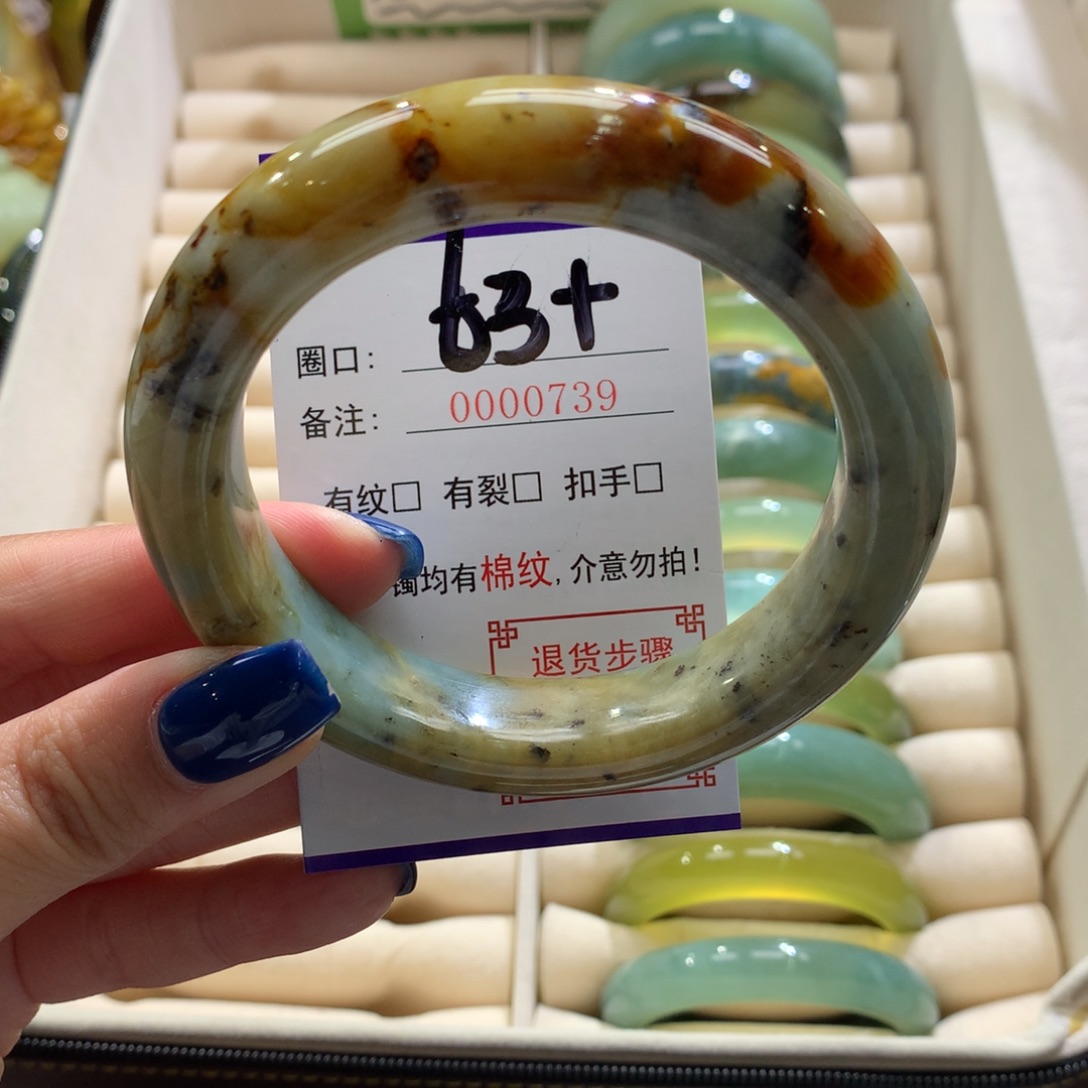 圈口: 63+
备注: 0000739
有纹□ 有裂□ 扣手□
镯均有棉纹, 介意勿拍!
退货步骤